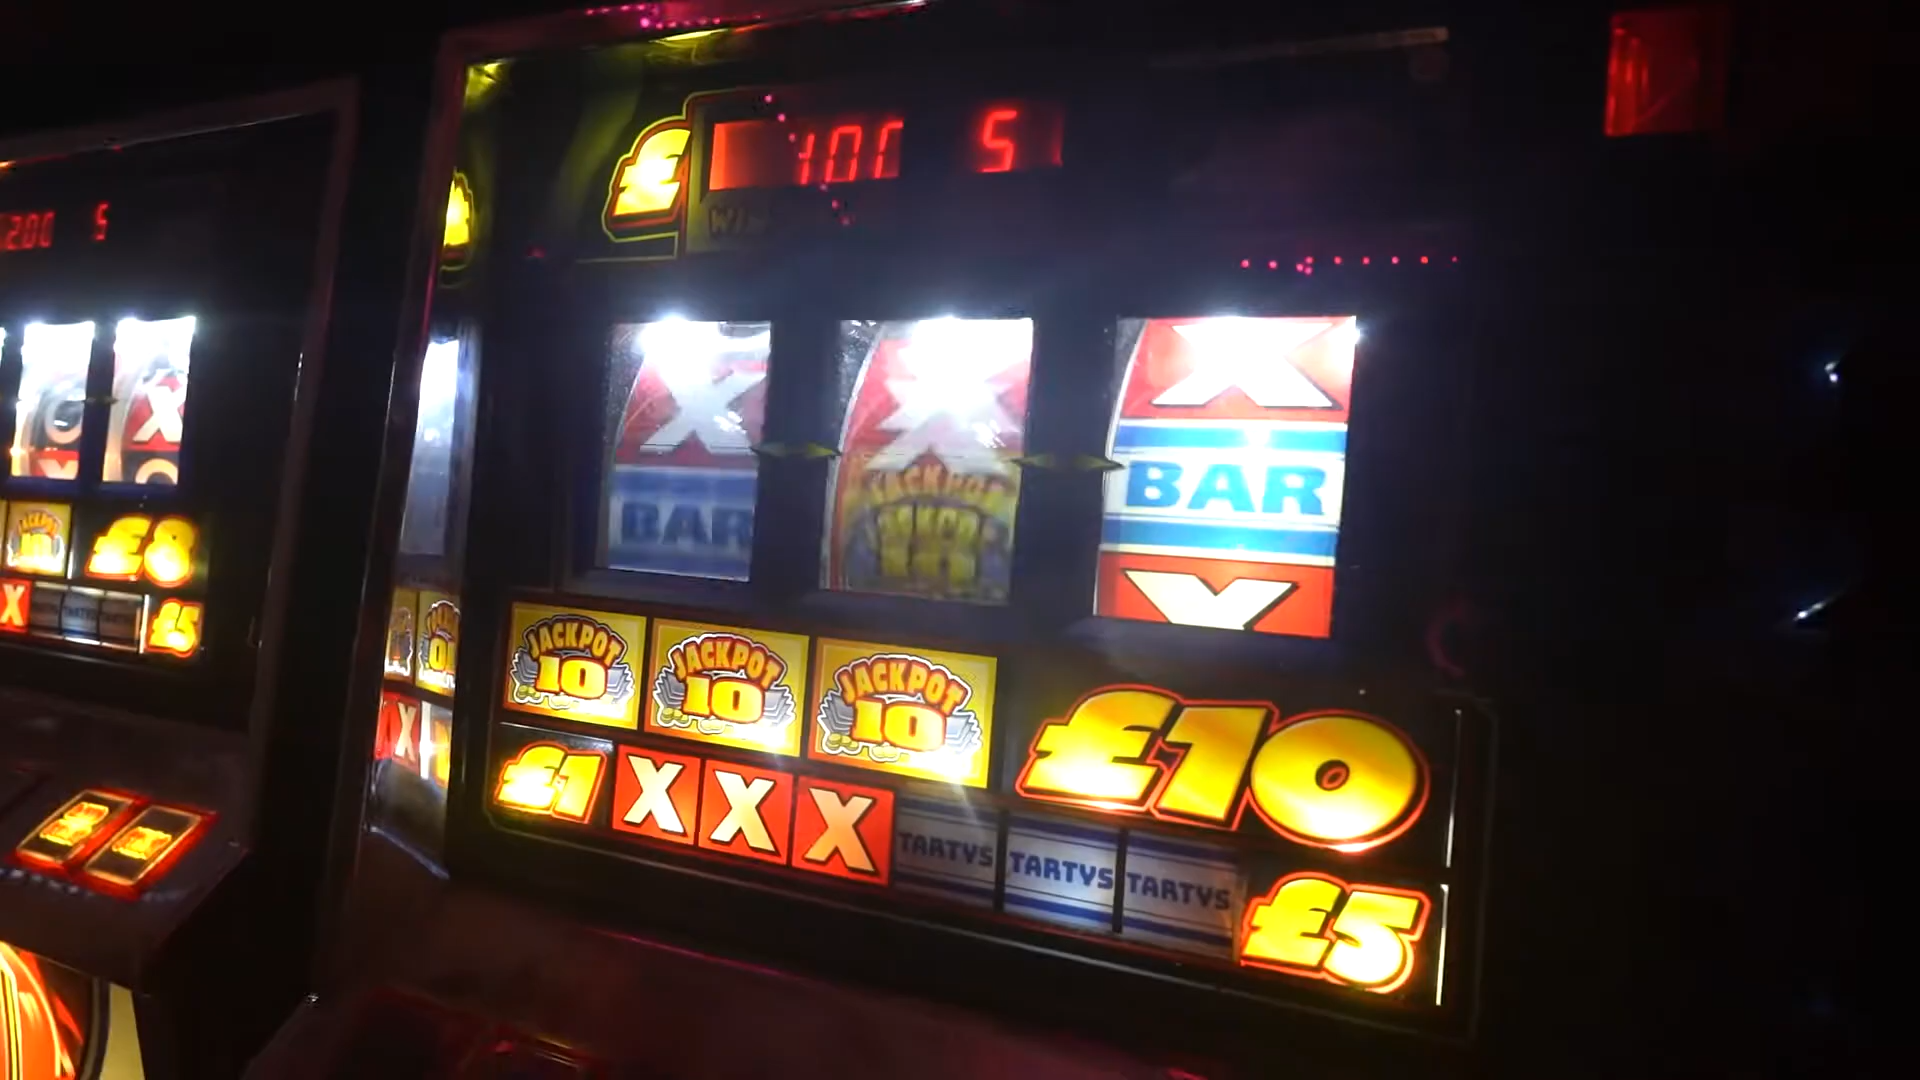 200 5
£ 5
X
X
X
BAR
JACKPOT
X
BAR
X
£8
£5
X
JACKPOT 10
JACKPOT 10
JACKPOT 10
£10
£1
X X X
TARTYS TARTYS TARTYS
£5